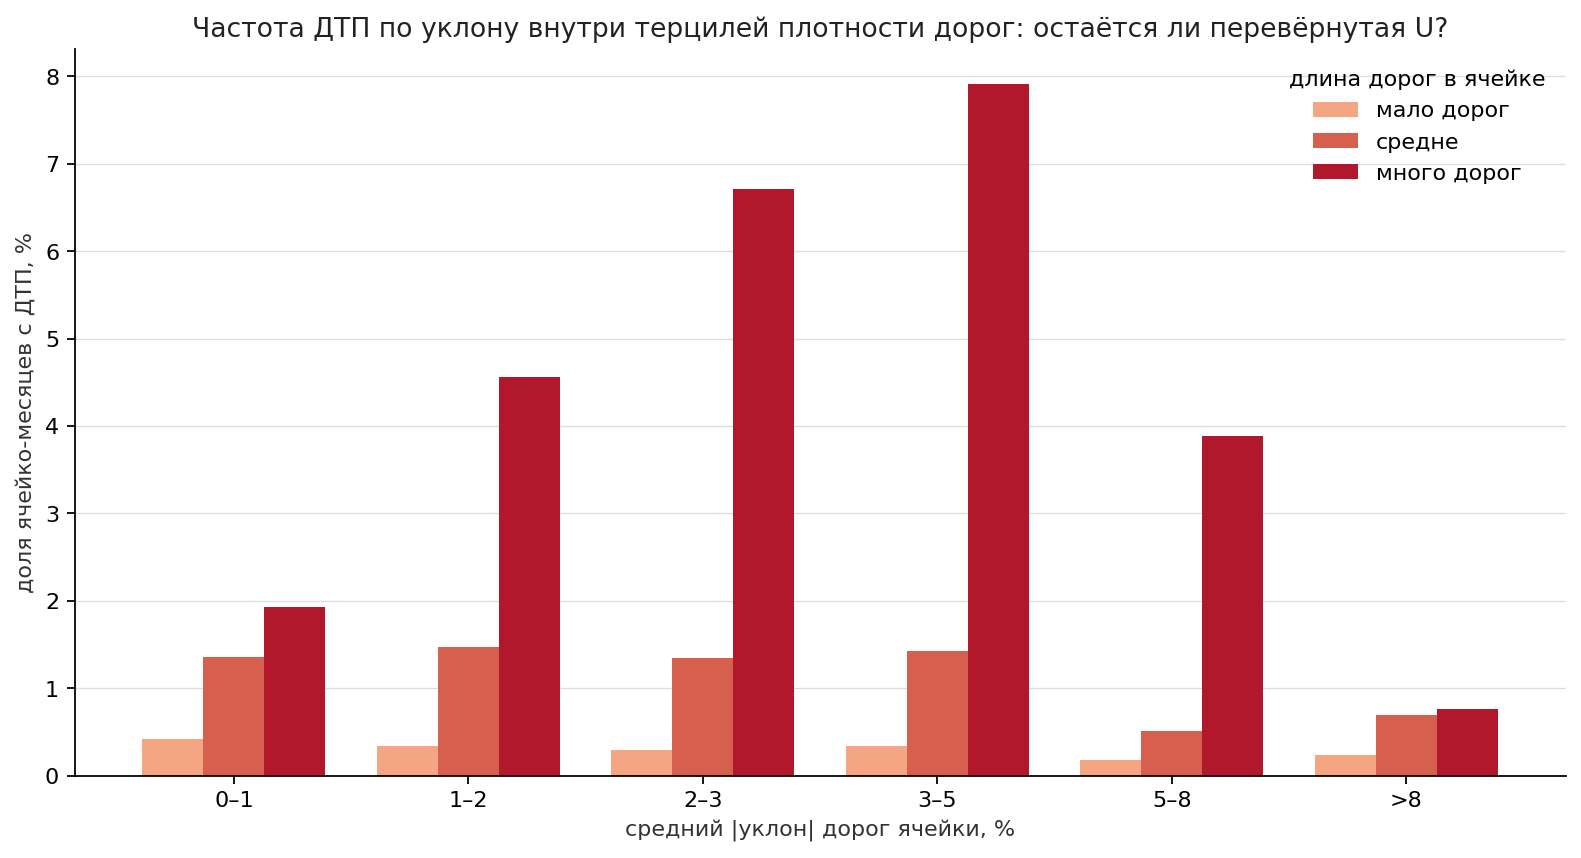 Частота ДТП по уклону внутри терцилей плотности дорог: остаётся ли перевёрнутая U?
доля ячейко-месяцев с ДТП, %
8
7
6
5
4
3
2
1
0
длина дорог в ячейке
мало дорог
средне
много дорог
0–1
1–2
2–3
3–5
5–8
>8
средний |уклон| дорог ячейки, %